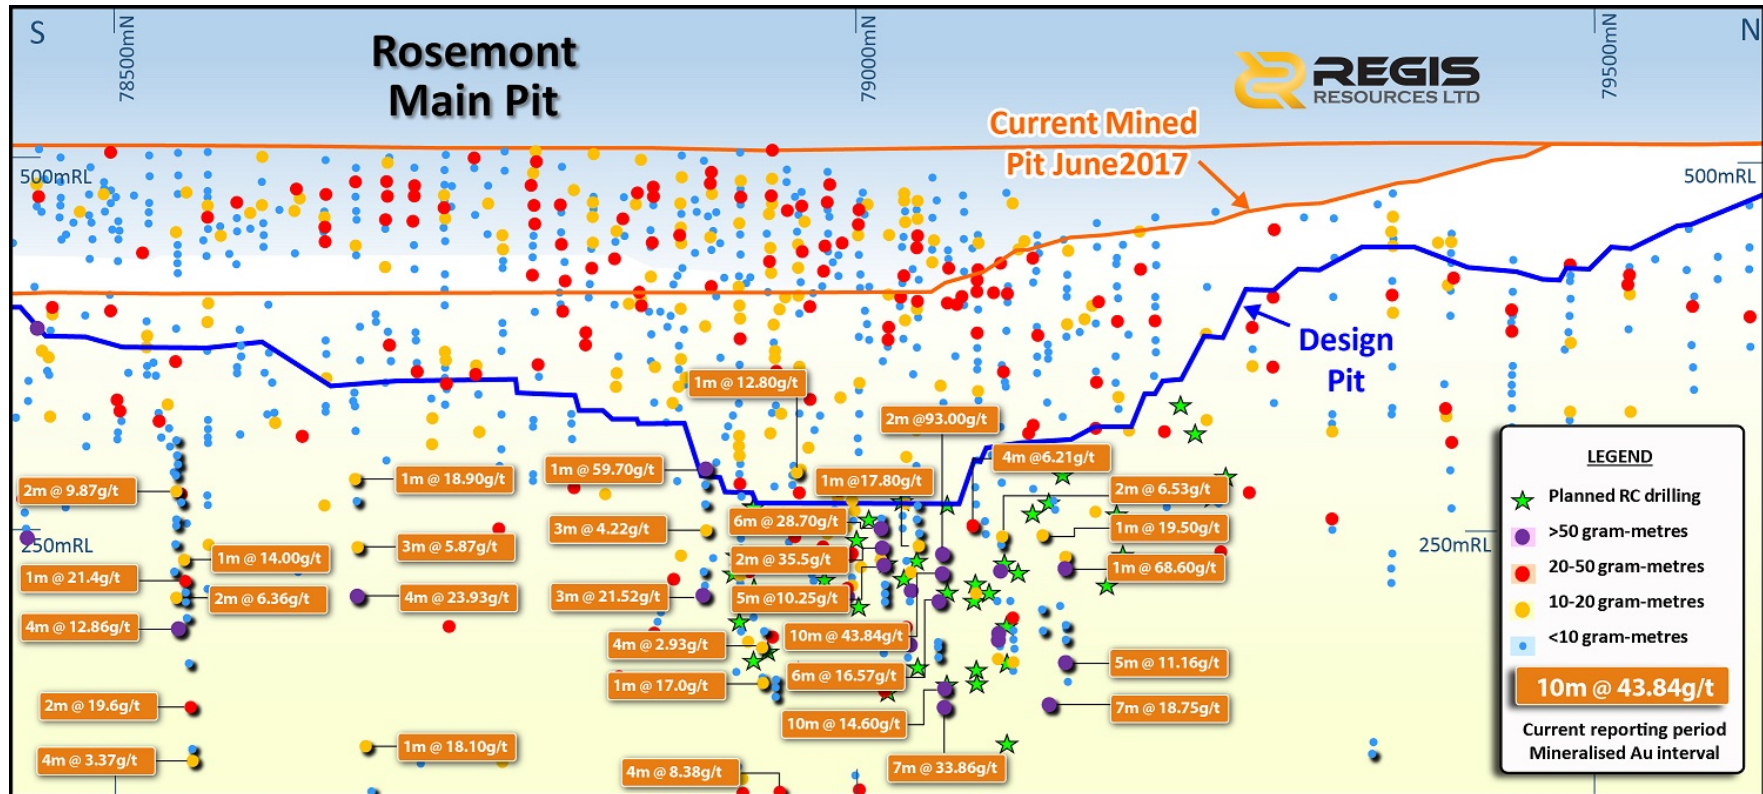 S
78500mN
Rosemont
Main Pit
79000mN
REGIS
RESOURCES LTD
79500mN
N
Current Mined
Pit June2017
500mRL
500mRL
Design
Pit
1m @ 12.80g/t
2m @93.00g/t
4m @6.21g/t
1m @ 59.70g/t
1m @ 18.90g/t
1m @17.80g/t
2m @ 9.87g/t
2m @ 6.53g/t
6m @ 28.70g/t
3m @ 4.22g/t
1m @ 19.50g/t
250mRL
250mRL
3m @ 5.87g/t
1m @ 14.00g/t
2m @ 35.5g/t
1m @ 68.60g/t
1m @ 21.4g/t
2m @ 6.36g/t
4m @ 23.93g/t
3m @ 21.52g/t
5m @10.25g/t
4m @ 12.86g/t
10m @ 43.84g/t
4m @ 2.93g/t
5m @ 11.16g/t
6m @ 16.57g/t
1m @ 17.0g/t
2m @ 19.6g/t
7m @ 18.75g/t
10m @ 14.60g/t
1m @ 18.10g/t
4m @ 3.37g/t
7m @ 33.86g/t
4m @ 8.38g/t
LEGEND
Planned RC drilling
>50 gram-metres
20-50 gram-metres
10-20 gram-metres
<10 gram-metres
10m @ 43.84g/t
Current reporting period
Mineralised Au interval